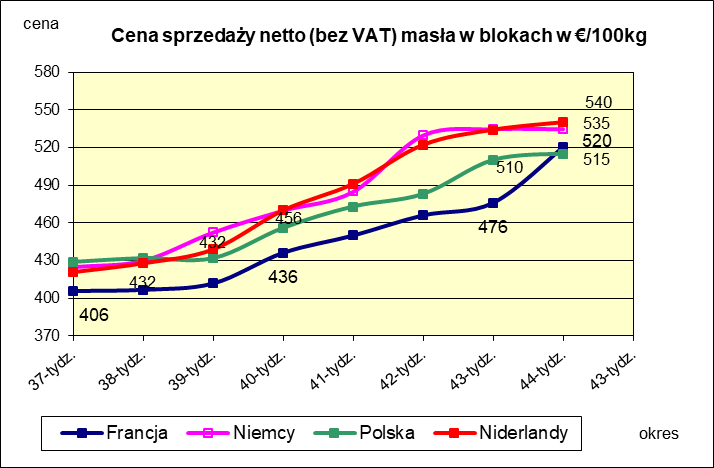 cena
Cena sprzedaży netto (bez VAT) masła w blokach w €/100kg
580
550
520
490
460
430
400
370
540
535
520
515
510
476
456
436
432
432
406
37-tydz.
38-tydz.
39-tydz.
40-tydz.
41-tydz.
42-tydz.
43-tydz.
44-tydz.
43-tydz.
Francja Niemcy Polska Niderlandy
okres